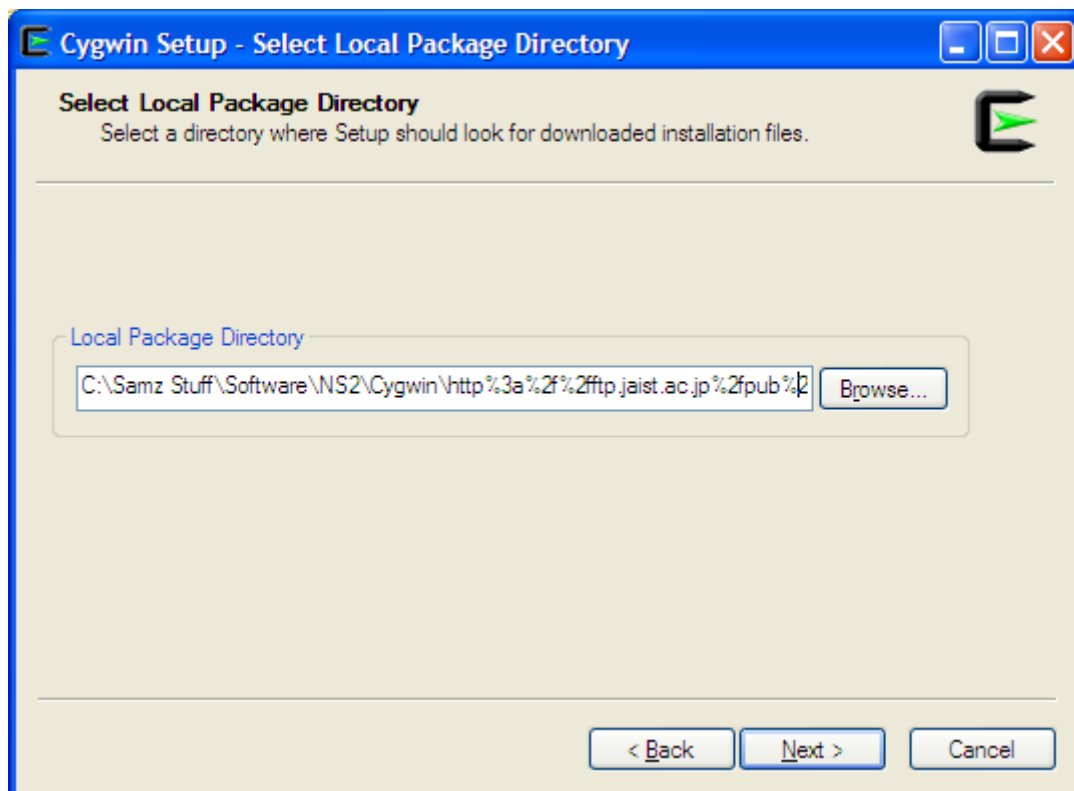 Cygwin Setup - Select Local Package Directory
Select Local Package Directory
Select a directory where Setup should look for downloaded installation files.
Local Package Directory
C:\Samz Stuff\Software\NS2\Cygwin\http%3a%2f%2fftp.jaist.ac.jp%2fpub%2
Browse...
< Back Next > Cancel